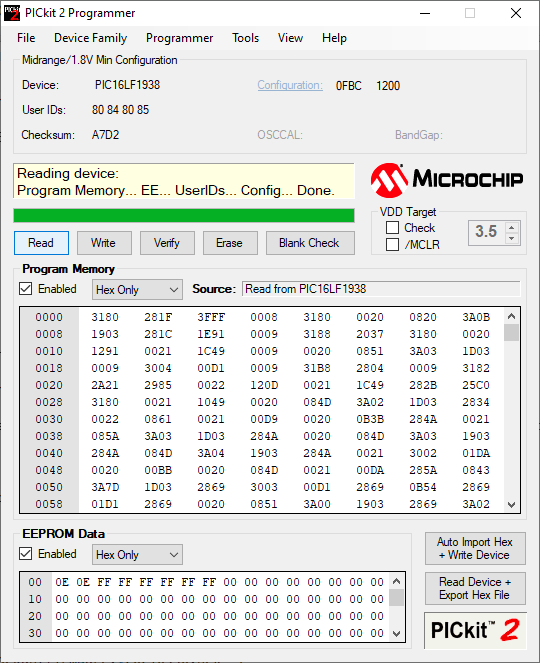 PICkit 2 Programmer
File Device Family Programmer Tools View Help
Midrange/1.8V Min Configuration
Device: PIC16LF1938 Configuration: 0FBC 1200
User IDs: 80 84 80 85
Checksum: A7D2 OSCCAL: BandGap:
Reading device:
Program Memory... EE... UserIDs... Config... Done.
MICROCHIP
VDD Target
Check
/MCLR
3.5
Read Write Verify Erase Blank Check
Program Memory
Enabled Hex Only Source: Read from PIC16LF1938
0000 3180 281F 3FFF 0008 3180 0020 0820 3A0B
0008 1903 281C 1E91 0009 3188 2037 3180 0020
0010 1291 0021 1C49 0009 0020 0851 3A03 1D03
0018 0009 3004 00D1 0009 31B8 2804 0009 3182
0020 2A21 2985 0022 120D 0021 1C49 282B 25C0
0028 3180 0021 1049 0020 084D 3A02 1D03 2834
0030 0022 0861 0021 00D9 0020 0B3B 284A 0021
0038 085A 3A03 1D03 284A 0020 084D 3A03 1903
0040 284A 084D 3A04 1903 284A 0021 3002 01DA
0048 0020 00BB 0020 084D 0021 00DA 285A 0843
0050 3A7D 1D03 2869 3003 00D1 2869 0B54 2869
0058 01D1 2869 0020 0851 3A00 1903 2869 3A02
EEPROM Data
Enabled Hex Only
00 0E 0E FF FF FF FF FF FF 00 00 00 00 00 00 00 00
10 00 00 00 00 00 00 00 00 00 00 00 00 00 00 00 00
20 00 00 00 00 00 00 00 00 00 00 00 00 00 00 00 00
30 00 00 00 00 00 00 00 00 00 00 00 00 00 00 00 00
Auto Import Hex
+ Write Device
Read Device +
Export Hex File
PICkit™ 2